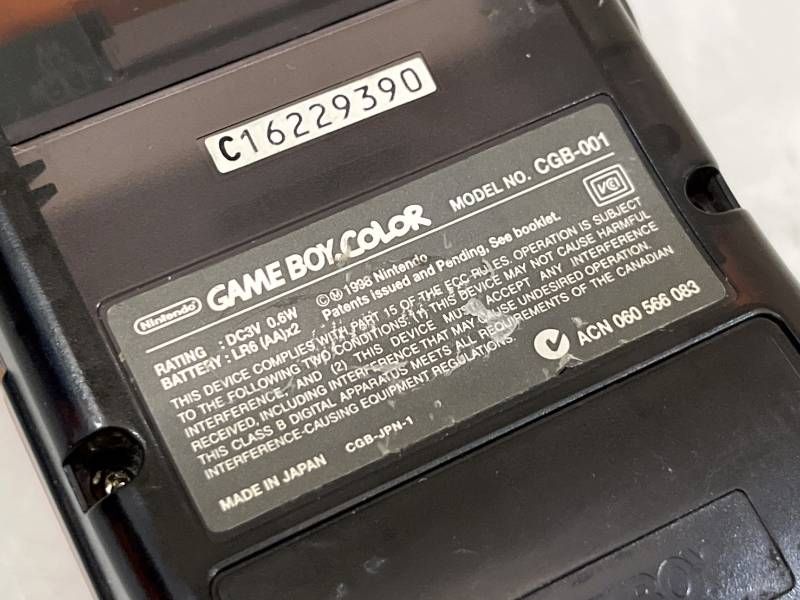 C16229390
Nintendo GAME BOY COLOR MODEL NO. CGB-001
RATING : DC3V 0.6W © Ⓜ 1998 Nintendo VCI
BATTERY : LR6 (AA)x2 Patents issued and Pending, See booklet.
THIS DEVICE COMPLIES WITH PART 15 OF THE FCC RULES. OPERATION IS SUBJECT
TO THE FOLLOWING TWO CONDITIONS: (1) THIS DEVICE MAY NOT CAUSE HARMFUL
INTERFERENCE, AND (2) THIS DEVICE MUST ACCEPT ANY INTERFERENCE
RECEIVED, INCLUDING INTERFERENCE THAT MAY CAUSE UNDESIRED OPERATION.
THIS CLASS B DIGITAL APPARATUS MEETS ALL REQUIREMENTS OF THE CANADIAN
INTERFERENCE-CAUSING EQUIPMENT REGULATIONS.
ACN 060 566 083
MADE IN JAPAN CGB-JPN-1
BOY